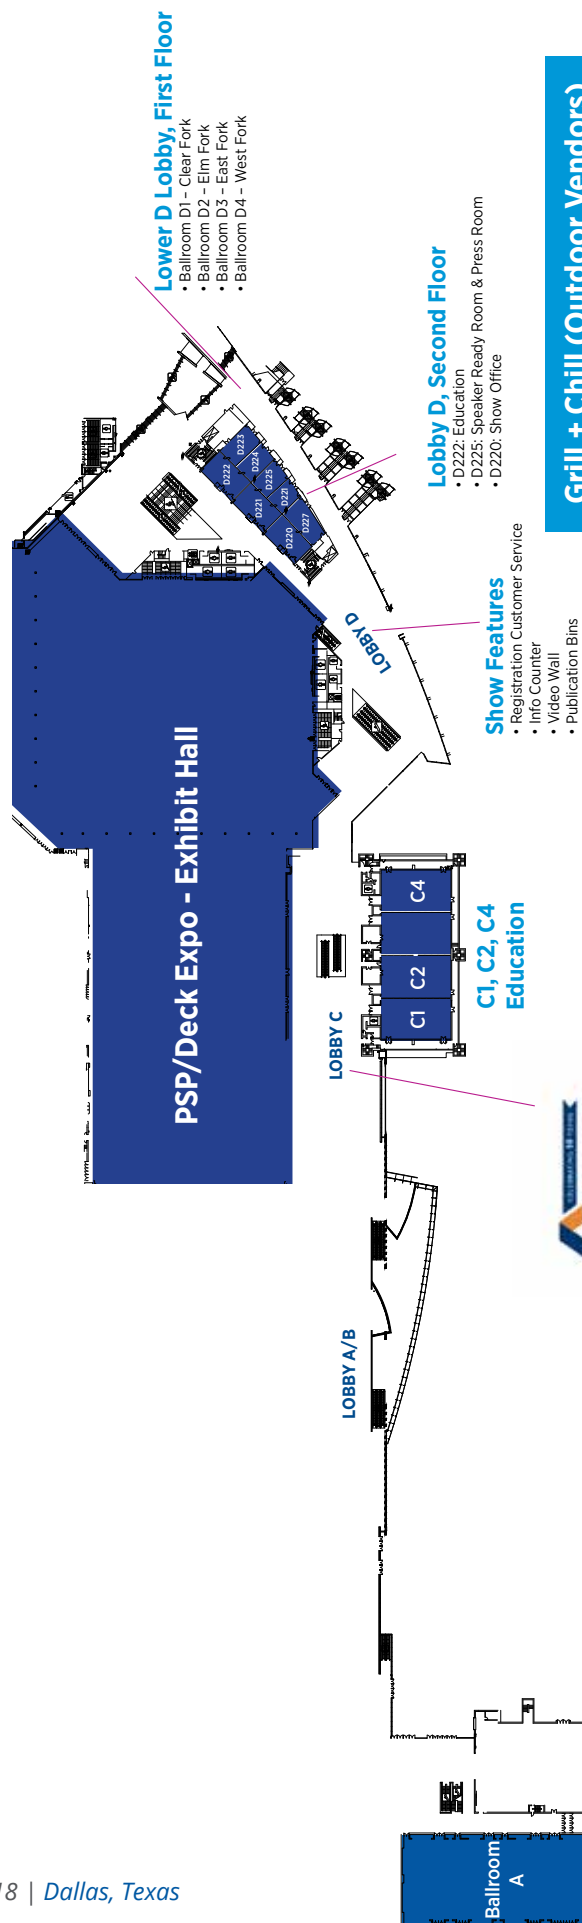 Lower D Lobby, First Floor
• Ballroom D1 – Clear Fork
• Ballroom D2 – Elm Fork
• Ballroom D3 – East Fork
• Ballroom D4 – West Fork
Lobby D, Second Floor
• D222: Education
• D225: Speaker Ready Room & Press Room
• D220: Show Office
Grill + Chill (Outdoor Vendors)
Show Features
• Registration Customer Service
• Info Counter
• Video Wall
• Publication Bins
D222
D223
D224
D225
D221
D221
D220
D227
LOBBY D
PSP/Deck Expo - Exhibit Hall
C4
C2
C1
C1, C2, C4
Education
LOBBY C
LOBBY A/B
Ballroom
A
18 | Dallas, Texas